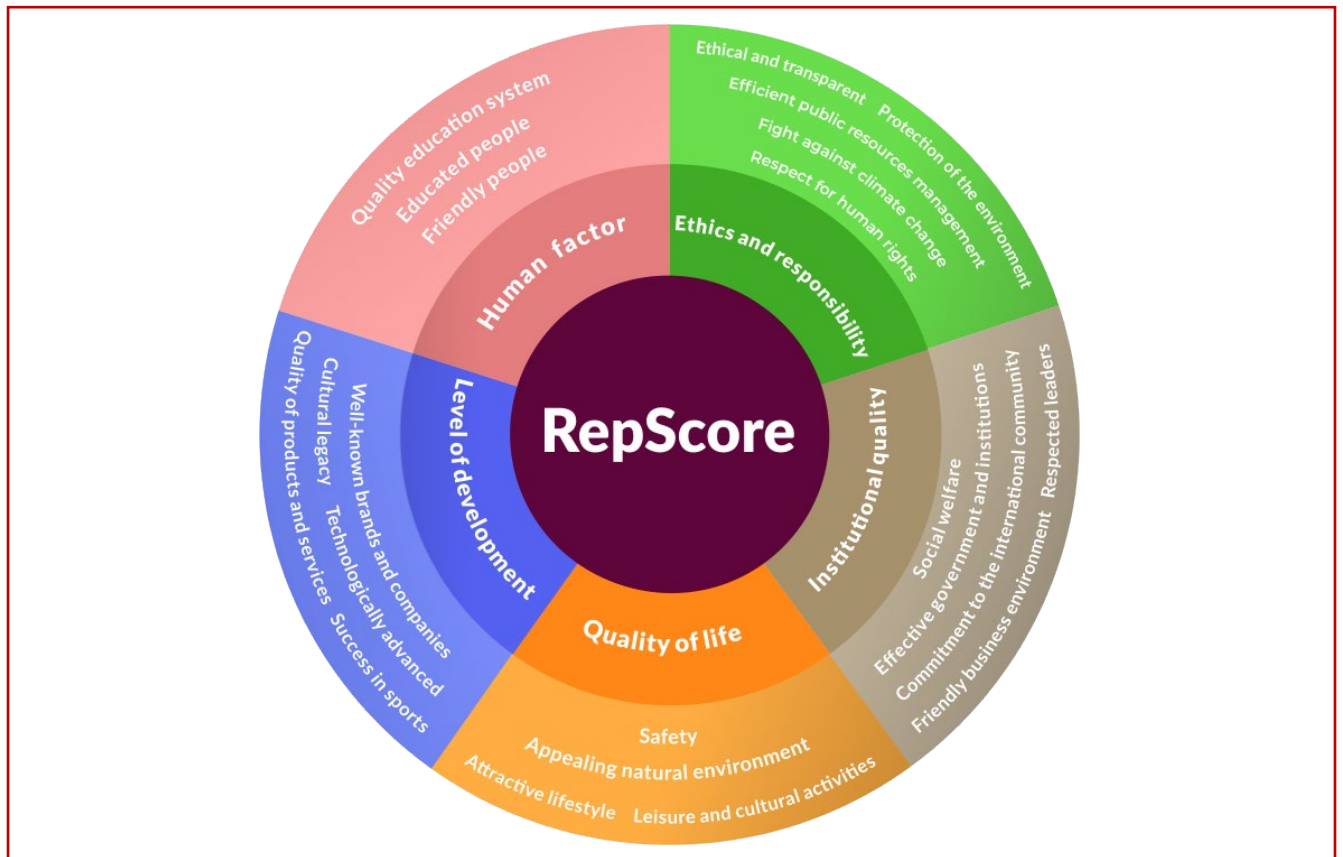 RepScore
Human factor
Quality education system
Educated people
Friendly people
Ethics and responsibility
Ethical and transparent
Protection of the environment
Efficient public resources management
Fight against climate change
Respect for human rights
Institutional quality
Social welfare
Effective government and institutions
Commitment to the international community
Friendly business environment
Respected leaders
Quality of life
Safety
Appealing natural environment
Attractive lifestyle
Leisure and cultural activities
Level of development
Well-known brands and companies
Cultural legacy
Technologically advanced
Quality of products and services
Success in sports